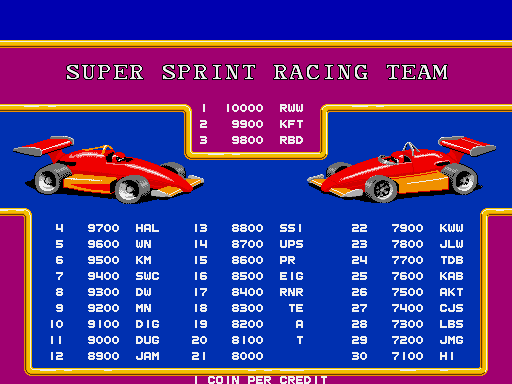 SUPER SPRINT RACING TEAM
1 10000 RWW
2 9900 KFT
3 9800 RBD
4 9700 HAL 13 8800 SSI 22 7900 KWW
5 9600 WN 14 8700 UPS 23 7800 JLW
6 9500 KM 15 8600 PR 24 7700 TDB
7 9400 SWC 16 8500 EIG 25 7600 KAB
8 9300 DW 17 8400 RNR 26 7500 AKT
9 9200 MN 18 8300 TE 27 7400 CJS
10 9100 DIG 19 8200 A 28 7300 LBS
11 9000 DUG 20 8100 T 29 7200 JMG
12 8900 JAM 21 8000 30 7100 HI
1 COIN PER CREDIT